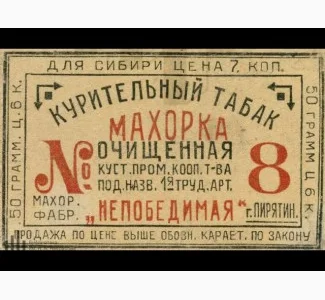 ДЛЯ СИБИРИ ЦЕНА 7. КОП.
КУРИТЕЛЬНЫЙ ТАБАК
МАХОРКА
№ ОЧИЩЕННАЯ 8
КУСТ. ПРОМ. КООП. Т-ВА
ПОД. НАЗВ. 1ая ТРУД. АРТ.
МАХОР. ФАБР. „НЕПОБЕДИМАЯ" г. ПИРЯТИН.
50 ГРАММ. Ц. 6 К.
50 ГРАММ Ц. 6 К.
ПРОДАЖА ПО ЦЕНЕ ВЫШЕ ОБОЗН. КАРАЕТ. ПО ЗАКОНУ